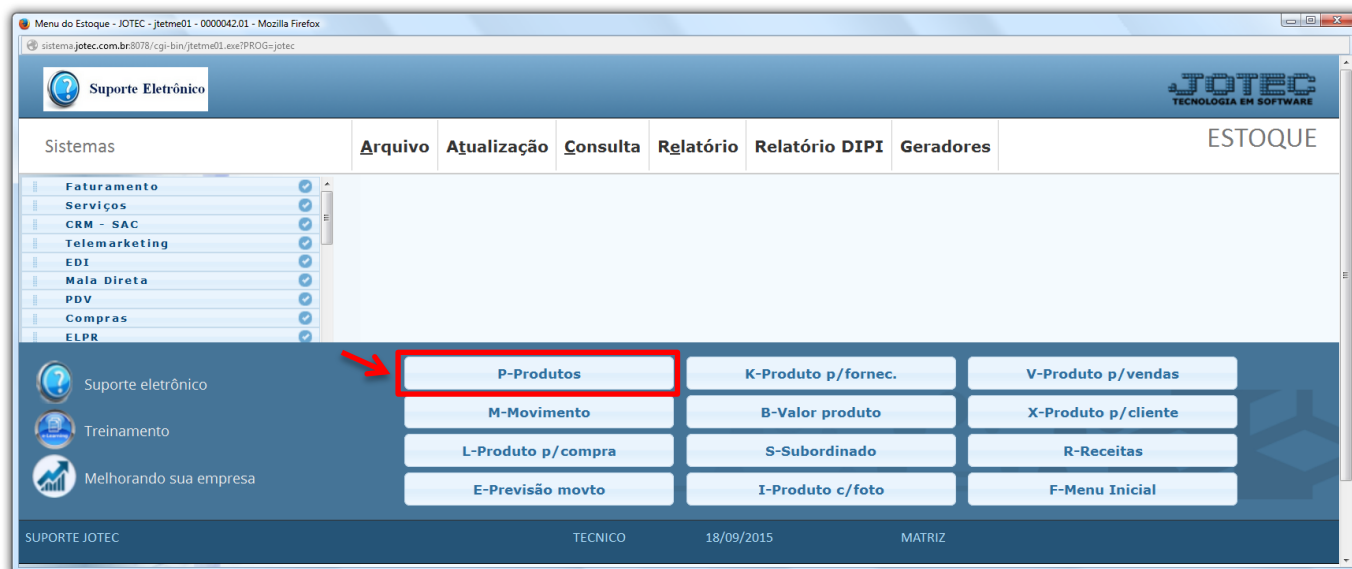 Menu do Estoque - JOTEC - jtetme01 - 0000042.01 - Mozilla Firefox
sistema.jotec.com.br:8078/cgi-bin/jtetme01.exe?PROG=jotec
Suporte Eletrônico
JOTEC
TECNOLOGIA EM SOFTWARE
Sistemas
Arquivo Atualização Consulta Relatório Relatório DIPI Geradores
ESTOQUE
Faturamento
Serviços
CRM - SAC
Telemarketing
EDI
Mala Direta
PDV
Compras
ELPR
Suporte eletrônico
Treinamento
Melhorando sua empresa
P-Produtos K-Produto p/fornec. V-Produto p/vendas
M-Movimento B-Valor produto X-Produto p/cliente
L-Produto p/compra S-Subordinado R-Receitas
E-Previsão movto I-Produto c/foto F-Menu Inicial
SUPORTE JOTEC TECNICO 18/09/2015 MATRIZ